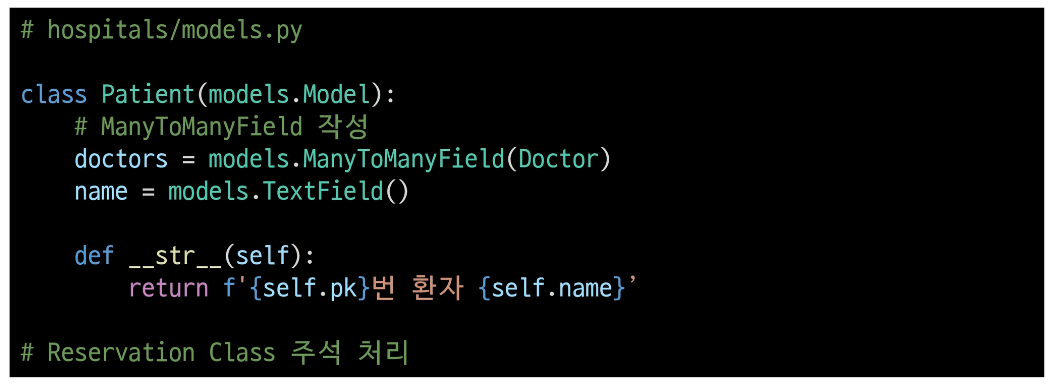 # hospitals/models.py
class Patient(models.Model):
    # ManyToManyField 작성
    doctors = models.ManyToManyField(Doctor)
    name = models.TextField()
    def __str__(self):
        return f'{self.pk}번 환자 {self.name}’
# Reservation Class 주석 처리